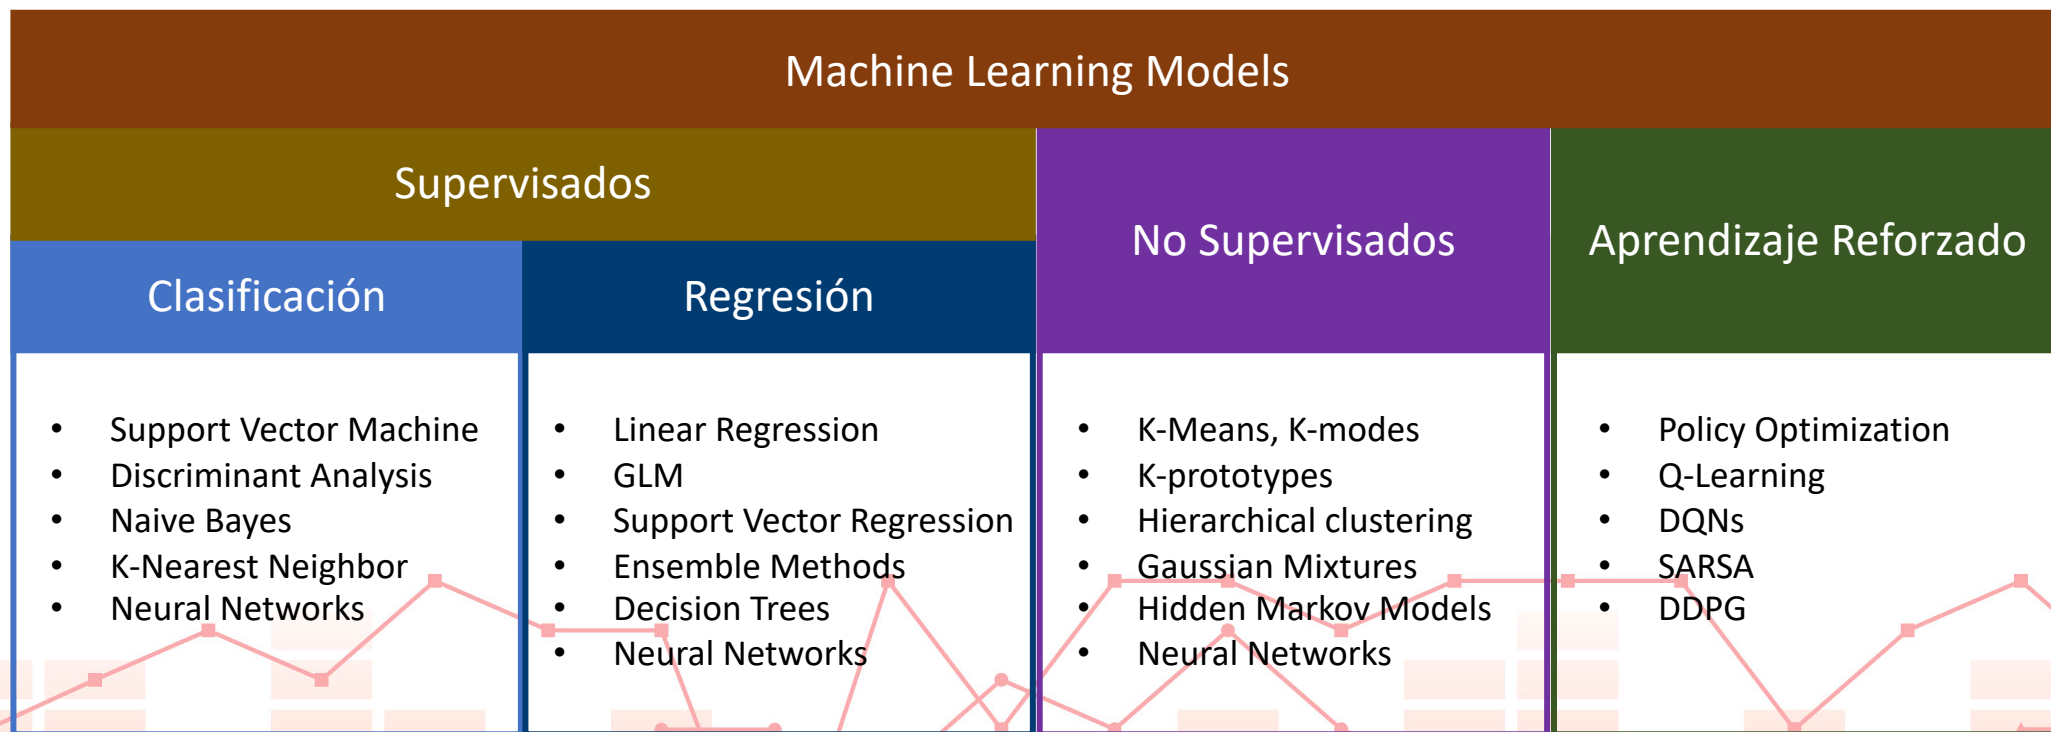 Machine Learning Models
Supervisados
No Supervisados
Aprendizaje Reforzado
Clasificación
Regresión
• Support Vector Machine
• Discriminant Analysis
• Naive Bayes
• K-Nearest Neighbor
• Neural Networks
• Linear Regression
• GLM
• Support Vector Regression
• Ensemble Methods
• Decision Trees
• Neural Networks
• K-Means, K-modes
• K-prototypes
• Hierarchical clustering
• Gaussian Mixtures
• Hidden Markov Models
• Neural Networks
• Policy Optimization
• Q-Learning
• DQNs
• SARSA
• DDPG